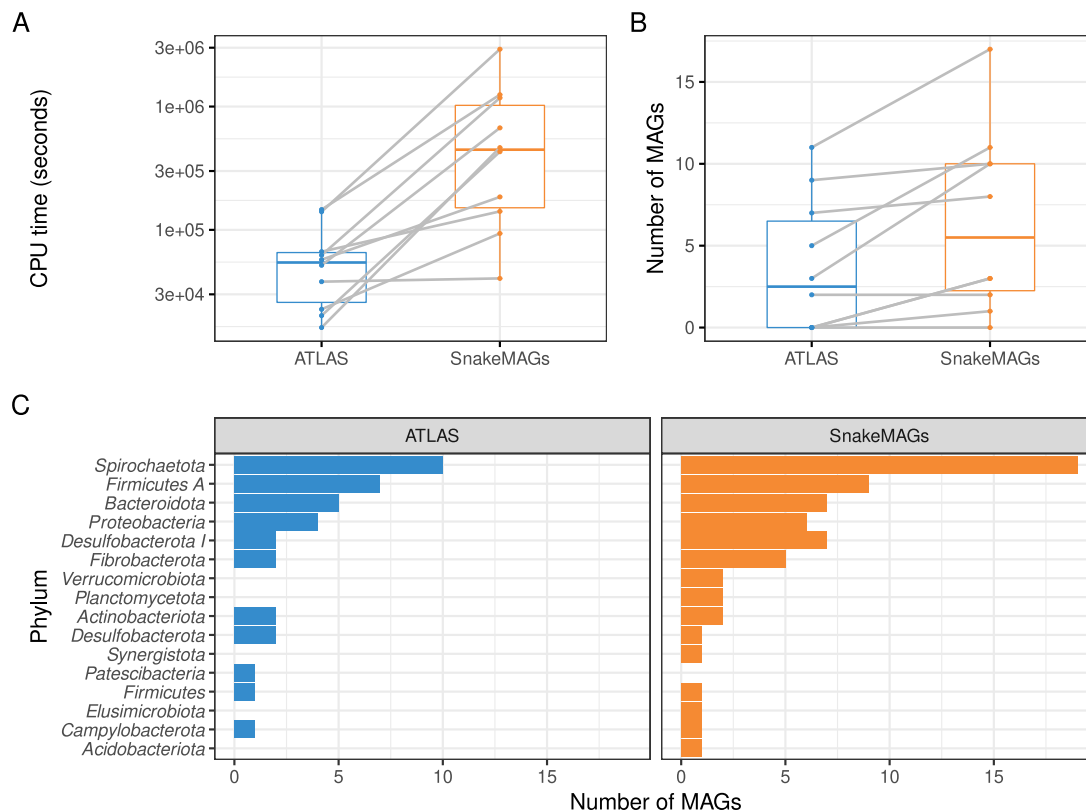 A
CPU time (seconds)
3e+06
1e+06
3e+05
1e+05
3e+04
ATLAS SnakeMAGs
B
Number of MAGs
15
10
5
0
ATLAS SnakeMAGs
C
ATLAS SnakeMAGs
Phylum
Spirochaetota
Firmicutes A
Bacteroidota
Proteobacteria
Desulfobacterota I
Fibrobacterota
Verrucomicrobiota
Planctomycetota
Actinobacteriota
Desulfobacterota
Synergistota
Patescibacteria
Firmicutes
Elusimicrobiota
Campylobacterota
Acidobacteriota
0 5 10 15 0 5 10 15
Number of MAGs